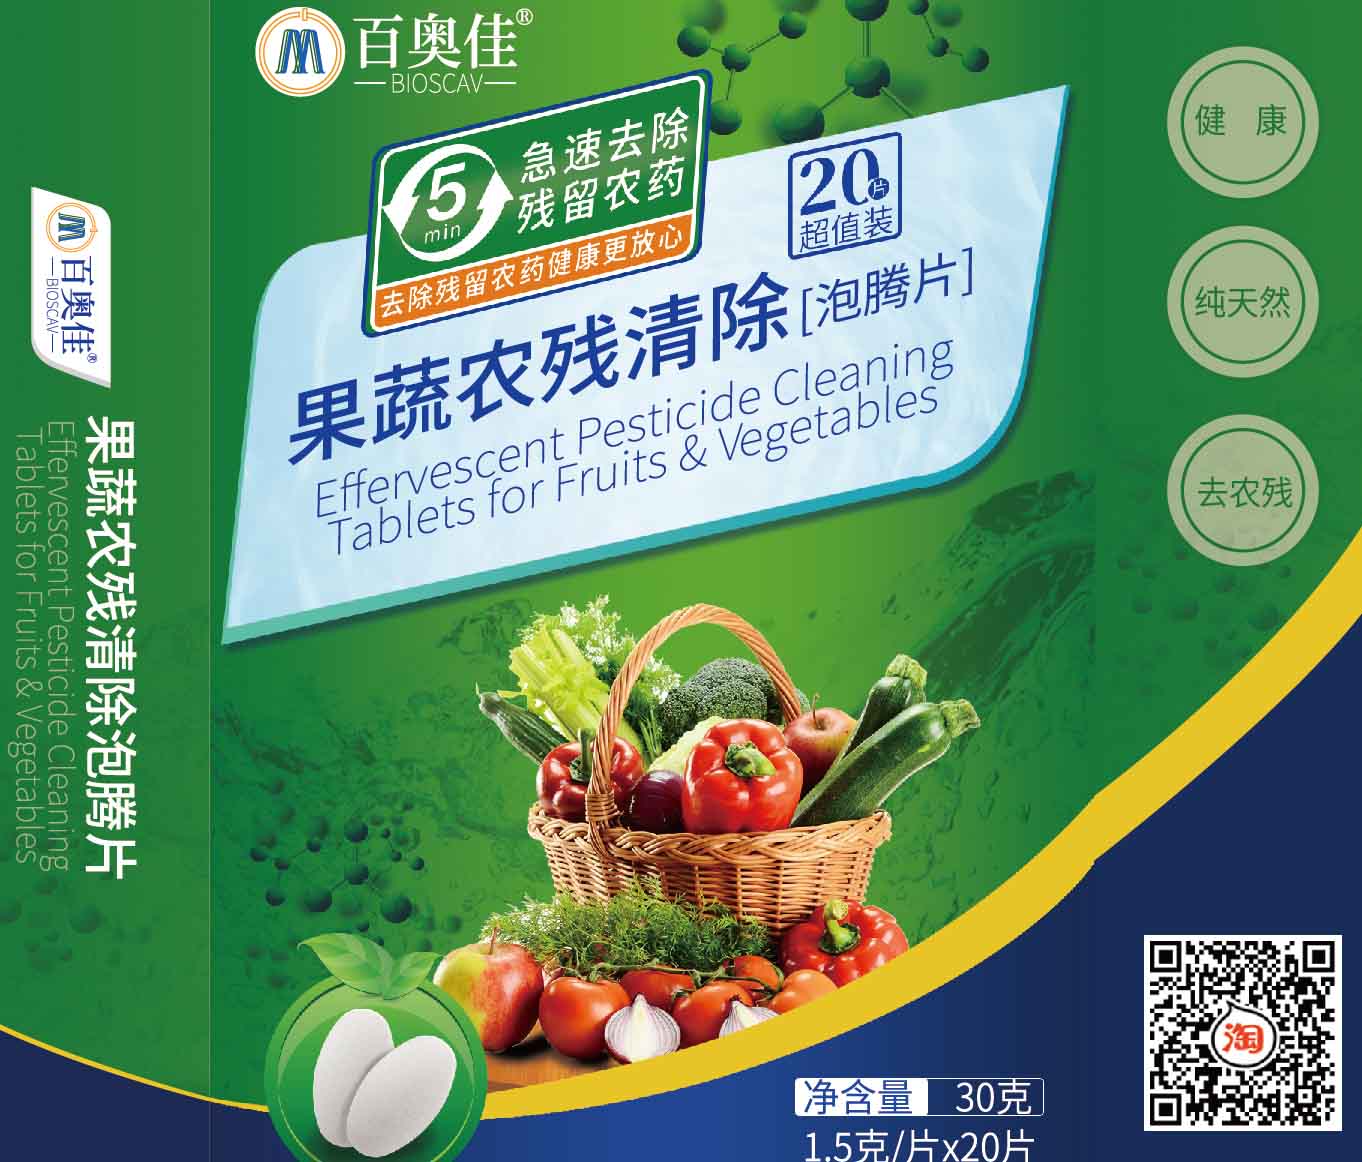 百奥佳®
BIOSCAV
5
min
急速去除
残留农药
去除残留农药健康更放心
20片
超值装
果蔬农残清除[泡腾片]
Effervescent Pesticide Cleaning
Tablets for Fruits & Vegetables
健 康
纯天然
去农残
百奥佳®
BIOSCAV
果蔬农残清除泡腾片
Effervescent Pesticide Cleaning
Tablets for Fruits & Vegetables
淘
净含量 30克
1.5克/片x20片